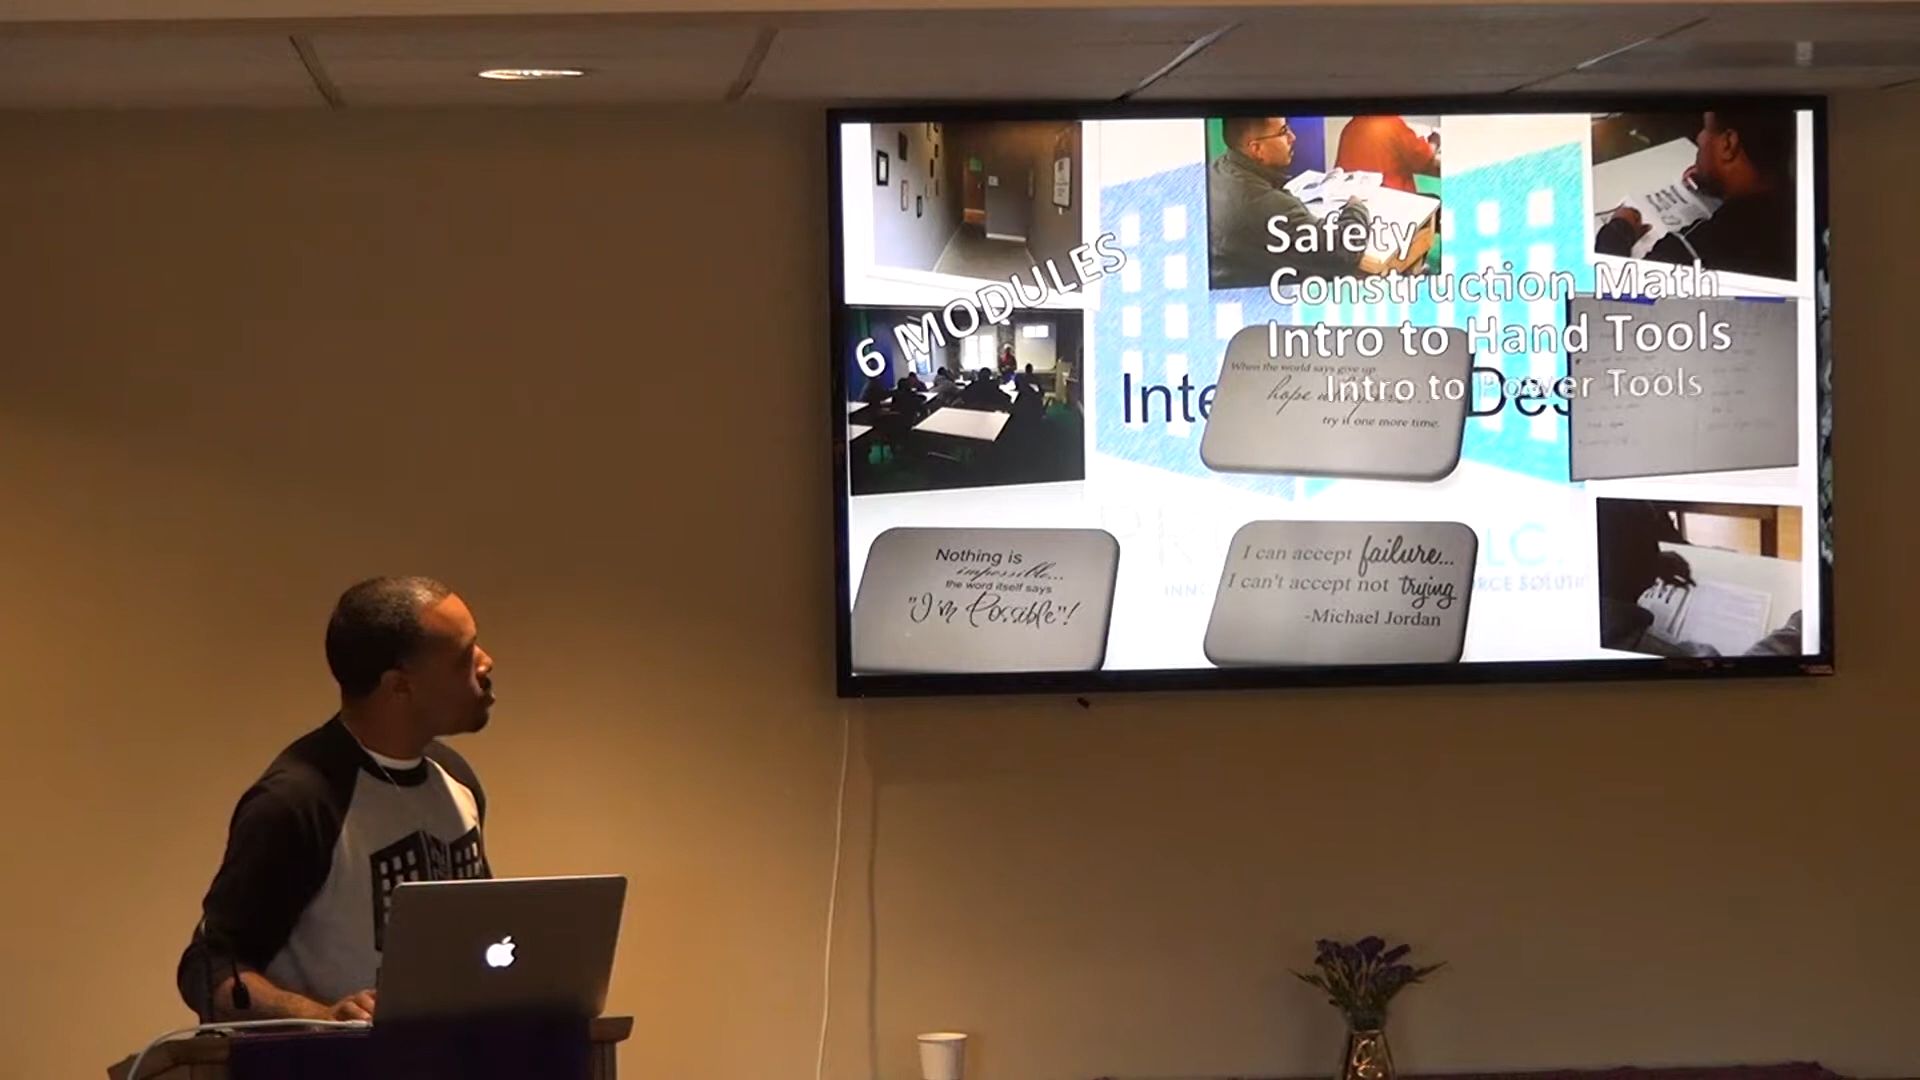 6 MODULES
Safety
Construction Math
Intro to Hand Tools
Intro to Power Tools
When the world says give up
hope
try it one more time.
Nothing is
impossible...
the word itself says
"I'm Possible"!
I can accept failure...
I can't accept not trying
-Michael Jordan